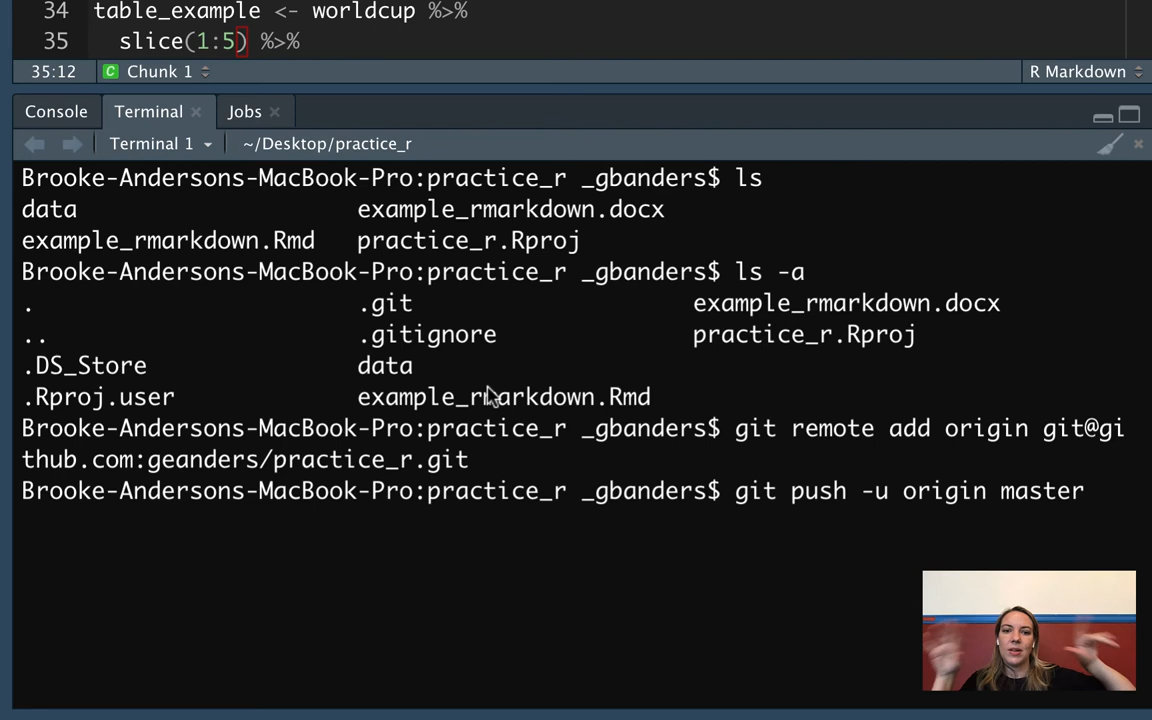 34 table_example <- worldcup %>%
35 slice(1:5) %>%
35:12 C Chunk 1 R Markdown
Console Terminal Jobs
Terminal 1 ~/Desktop/practice_r
Brooke-Andersons-MacBook-Pro:practice_r _gbanders$ ls
data example_rmarkdown.docx
example_rmarkdown.Rmd practice_r.Rproj
Brooke-Andersons-MacBook-Pro:practice_r _gbanders$ ls -a
. .git example_rmarkdown.docx
.. .gitignore practice_r.Rproj
.DS_Store data
.Rproj.user example_rmarkdown.Rmd
Brooke-Andersons-MacBook-Pro:practice_r _gbanders$ git remote add origin git@gi
thub.com:geanders/practice_r.git
Brooke-Andersons-MacBook-Pro:practice_r _gbanders$ git push -u origin master